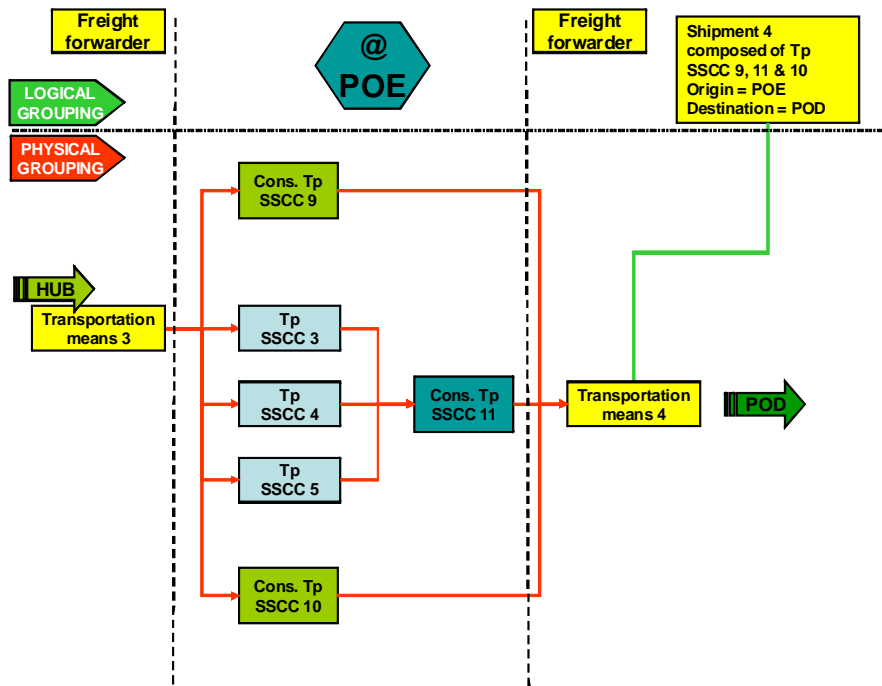 Freight
forwarder
@
POE
Freight
forwarder
Shipment 4
composed of Tp
SSCC 9, 11 & 10
Origin = POE
Destination = POD
LOGICAL
GROUPING
PHYSICAL
GROUPING
Cons. Tp
SSCC 9
HUB
Transportation
means 3
Tp
SSCC 3
Tp
SSCC 4
Cons. Tp
SSCC 11
Transportation
means 4
POD
Tp
SSCC 5
Cons. Tp
SSCC 10